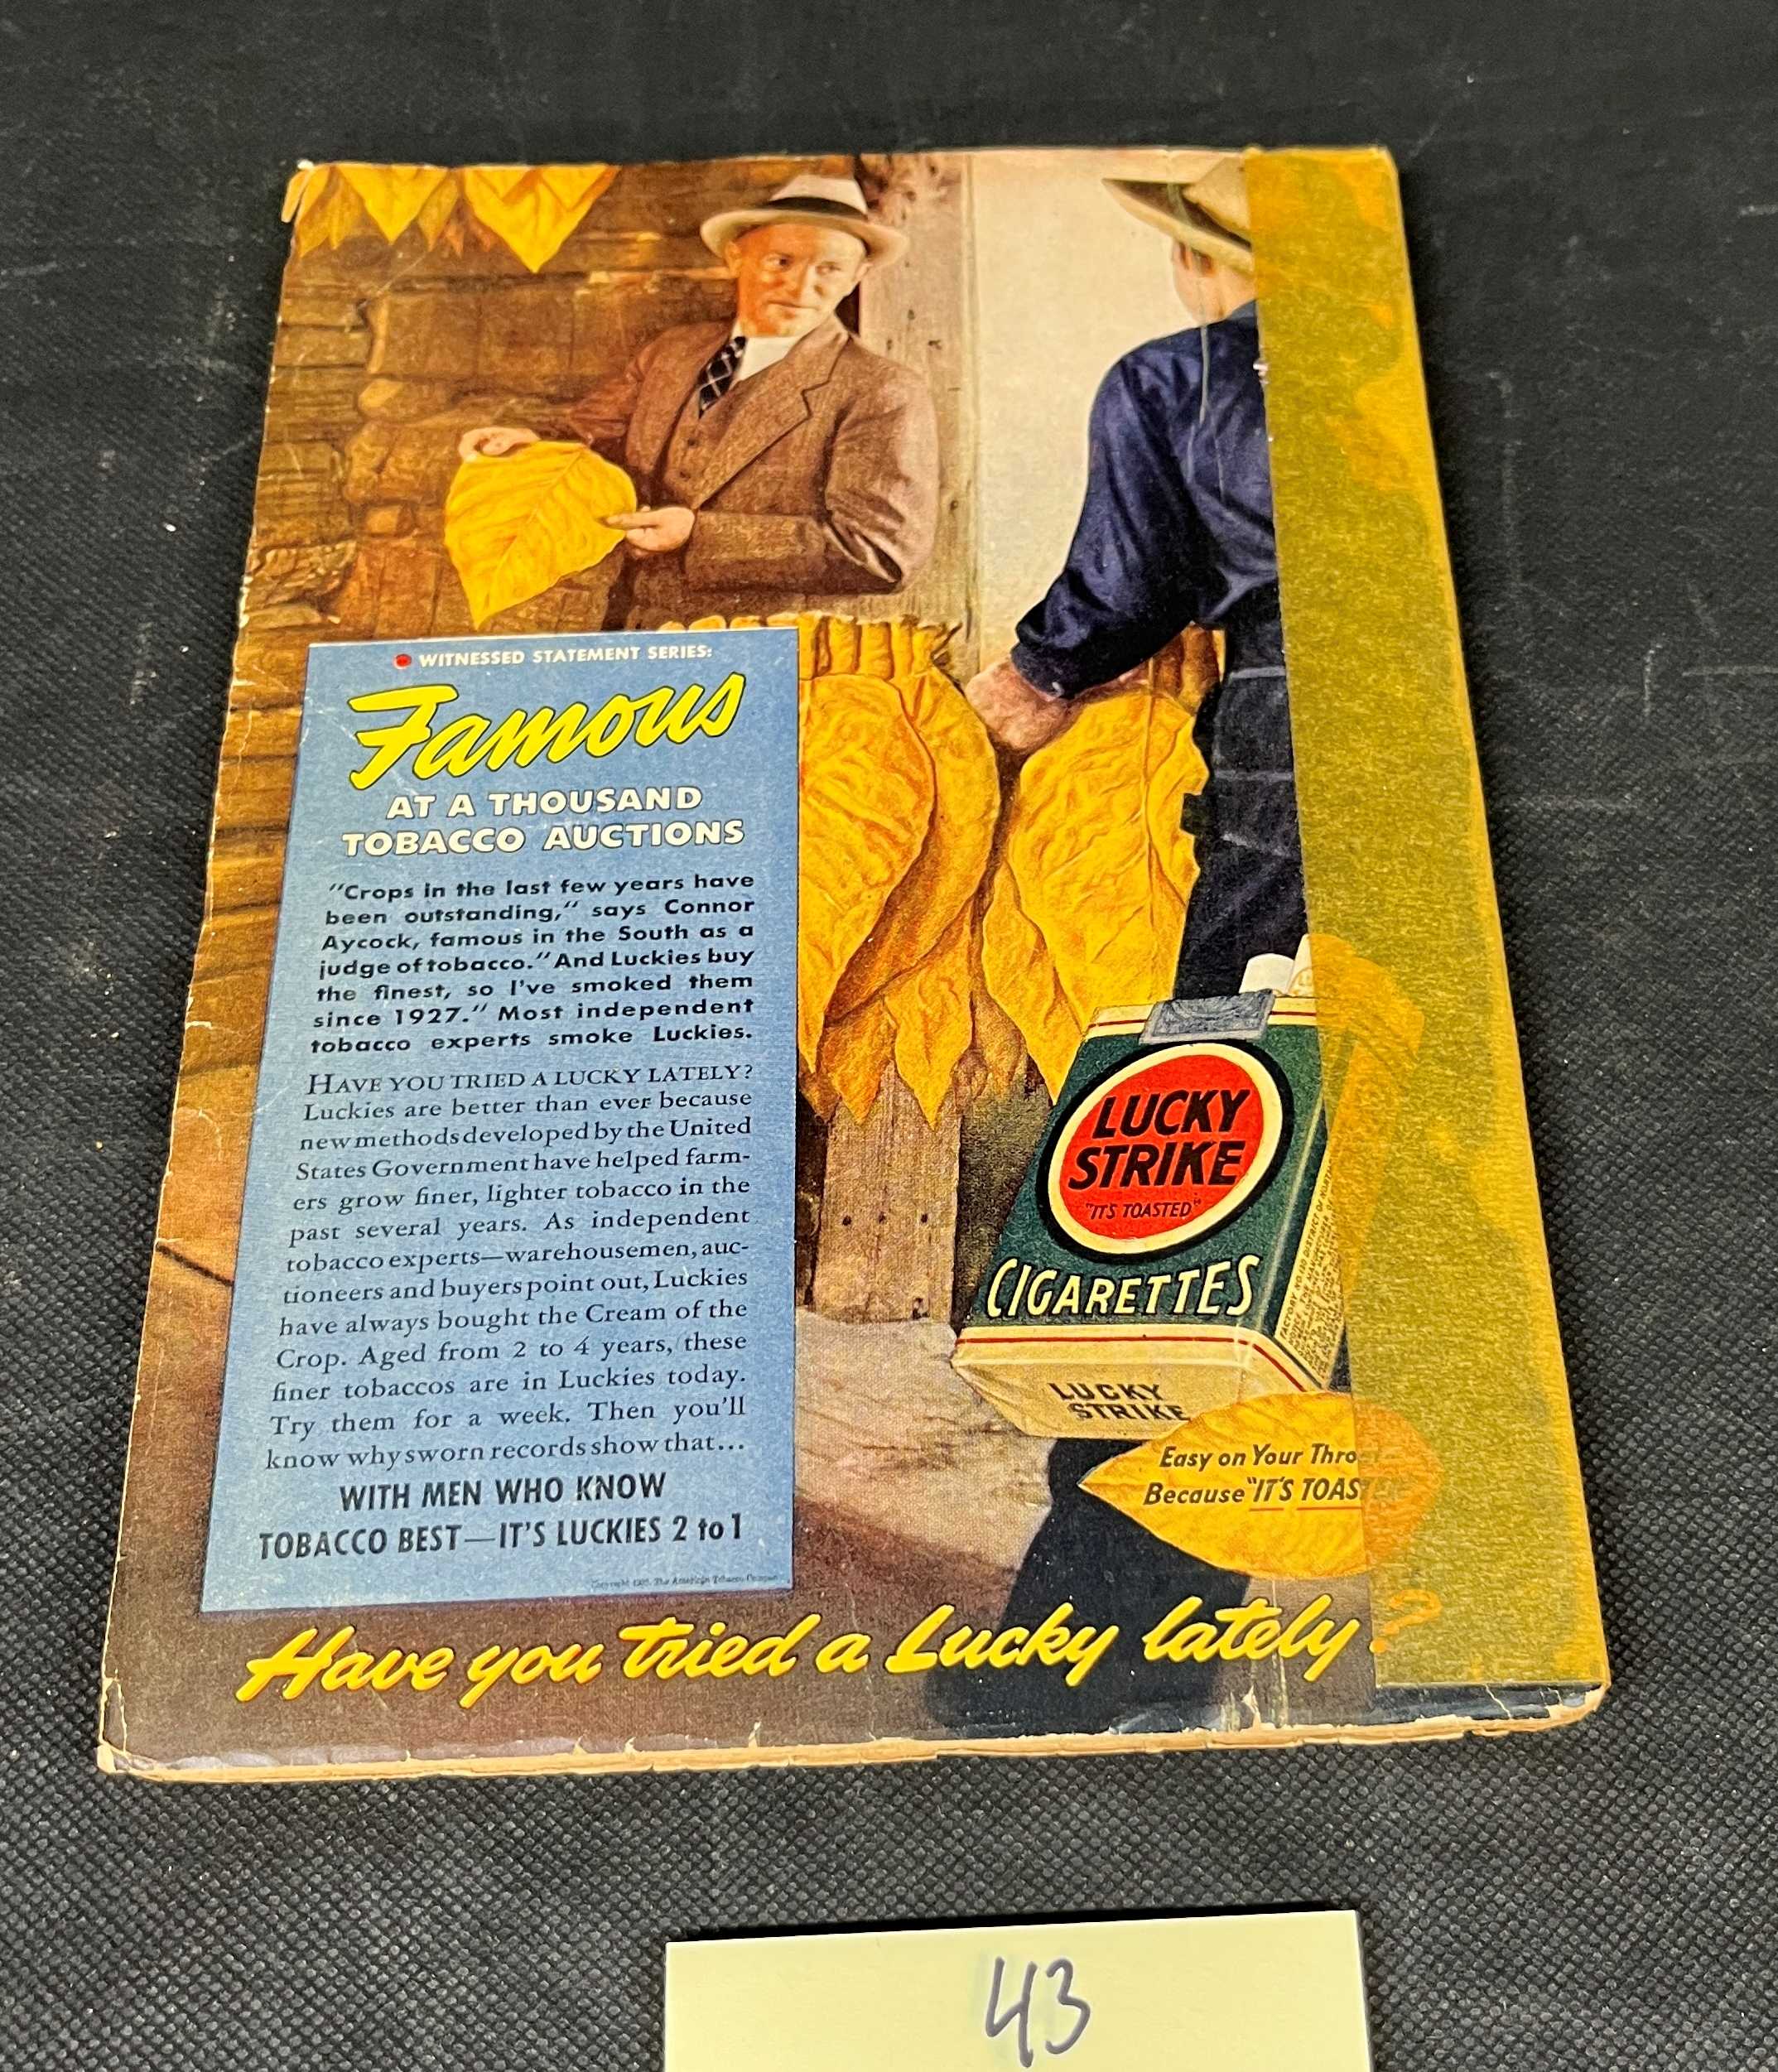 WITNESSED STATEMENT SERIES:
Famous
AT A THOUSAND
TOBACCO AUCTIONS
"Crops in the last few years have
been outstanding," says Connor
Aycock, famous in the South as a
judge of tobacco."And Luckies buy
the finest, so I've smoked them
since 1927." Most independent
tobacco experts smoke Luckies.
HAVE YOU TRIED A LUCKY LATELY?
Luckies are better than ever because
new methods developed by the United
States Government have helped farm-
ers grow finer, lighter tobacco in the
past several years. As independent
tobacco experts—warehousemen, auc-
tioneers and buyers point out, Luckies
have always bought the Cream of the
Crop. Aged from 2 to 4 years, these
finer tobaccos are in Luckies today.
Try them for a week. Then you'll
know why sworn records show that...
WITH MEN WHO KNOW
TOBACCO BEST—IT'S LUCKIES 2 to 1
The American Tobacco Company
LUCKY
STRIKE
"IT'S TOASTED"
CIGARETTES
LUCKY
STRIKE
Easy on Your Thro
Because "IT'S TOAST
Have you tried a Lucky lately?
43